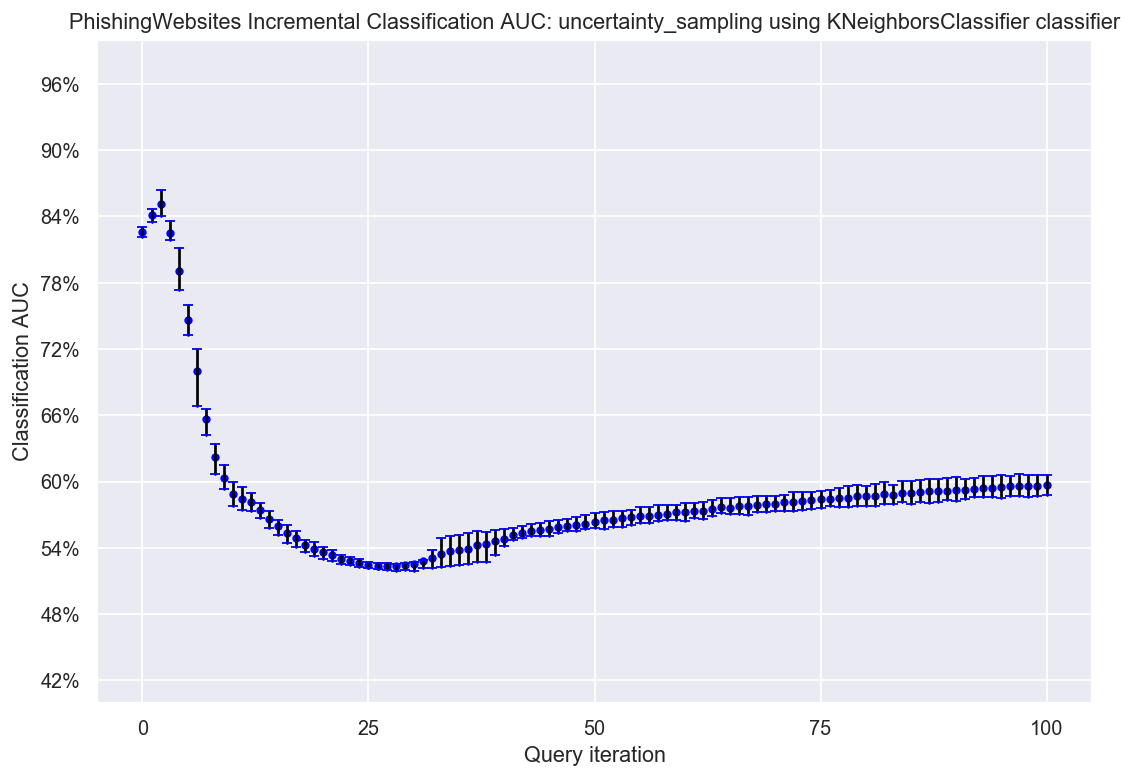 PhishingWebsites Incremental Classification AUC: uncertainty_sampling using KNeighborsClassifier classifier
96%
90%
84%
78%
72%
66%
60%
54%
48%
42%
Classification AUC
0 25 50 75 100
Query iteration